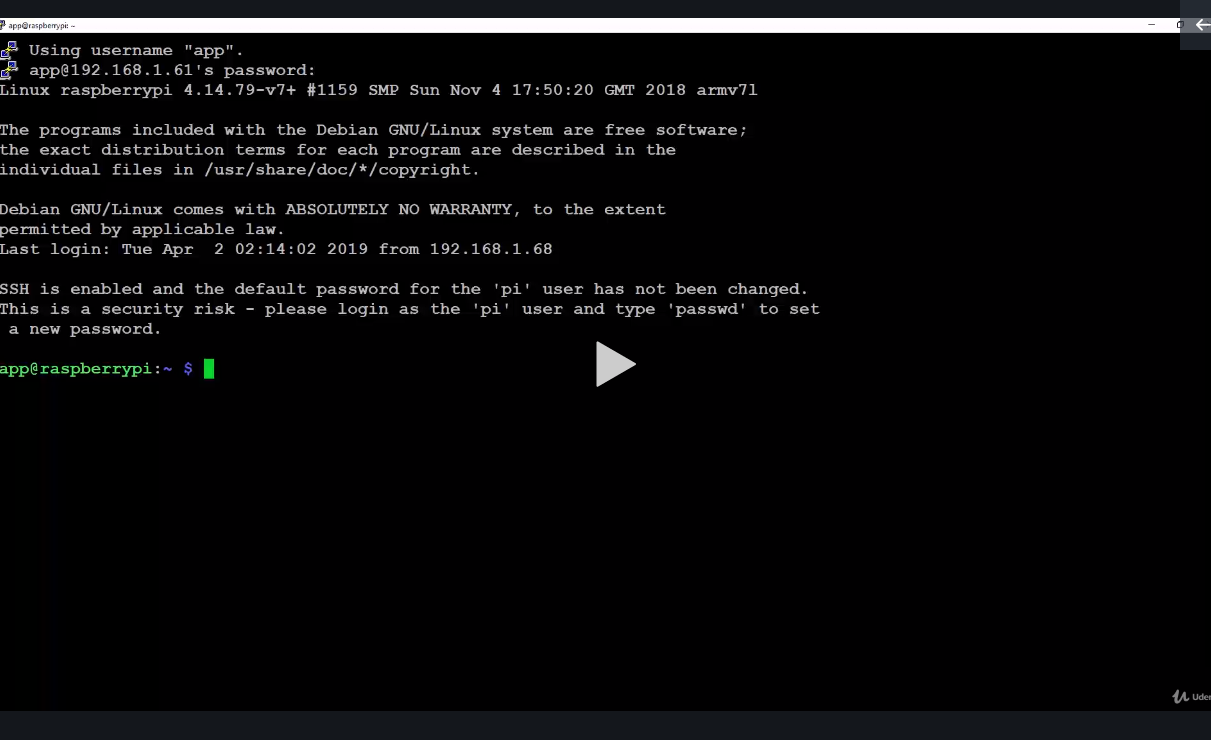 app@raspberrypi: ~
Using username "app".
app@192.168.1.61's password:
Linux raspberrypi 4.14.79-v7+ #1159 SMP Sun Nov 4 17:50:20 GMT 2018 armv7l
The programs included with the Debian GNU/Linux system are free software;
the exact distribution terms for each program are described in the
individual files in /usr/share/doc/*/copyright.
Debian GNU/Linux comes with ABSOLUTELY NO WARRANTY, to the extent
permitted by applicable law.
Last login: Tue Apr  2 02:14:02 2019 from 192.168.1.68
SSH is enabled and the default password for the 'pi' user has not been changed.
This is a security risk - please login as the 'pi' user and type 'passwd' to set
 a new password.
app@raspberrypi:~ $